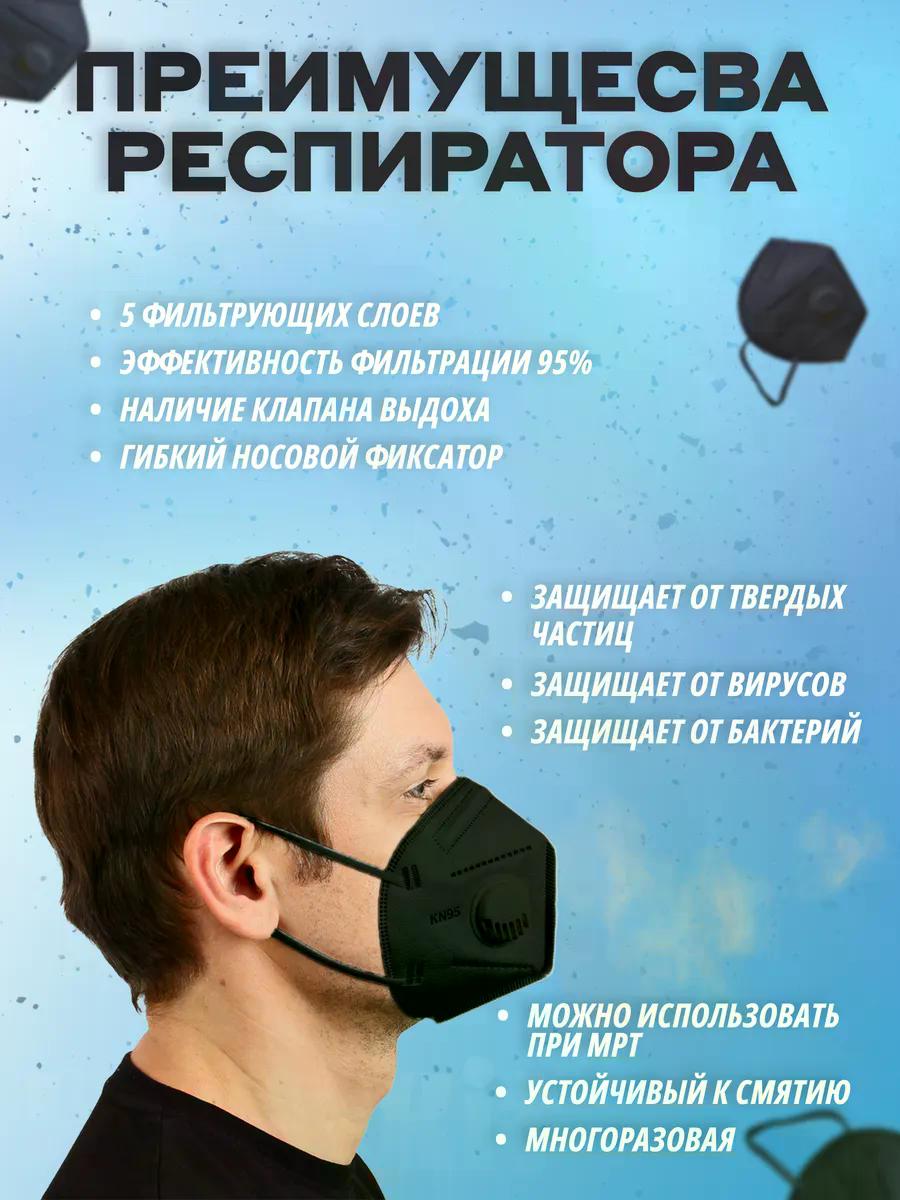 ПРЕИМУЩЕСВА
РЕСПИРАТОРА
• 5 ФИЛЬТРУЮЩИХ СЛОЕВ
• ЭФФЕКТИВНОСТЬ ФИЛЬТРАЦИИ 95%
• НАЛИЧИЕ КЛАПАНА ВЫДОХА
• ГИБКИЙ НОСОВОЙ ФИКСАТОР
• ЗАЩИЩАЕТ ОТ ТВЕРДЫХ
ЧАСТИЦ
• ЗАЩИЩАЕТ ОТ ВИРУСОВ
• ЗАЩИЩАЕТ ОТ БАКТЕРИЙ
KN95
• МОЖНО ИСПОЛЬЗОВАТЬ
ПРИ МРТ
• УСТОЙЧИВЫЙ К СМЯТИЮ
• МНОГОРАЗОВАЯ